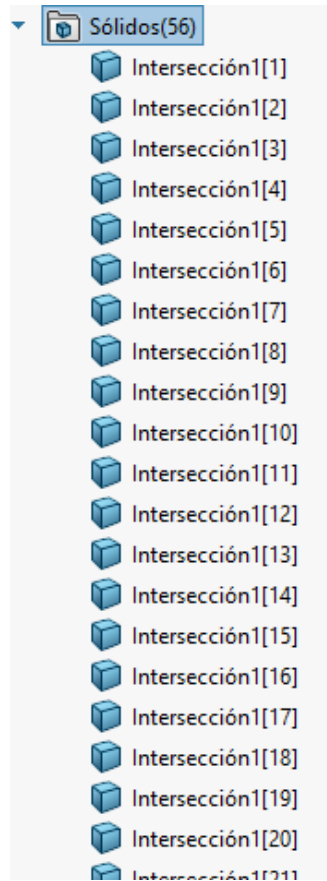 Sólidos(56)
Intersección1[1]
Intersección1[2]
Intersección1[3]
Intersección1[4]
Intersección1[5]
Intersección1[6]
Intersección1[7]
Intersección1[8]
Intersección1[9]
Intersección1[10]
Intersección1[11]
Intersección1[12]
Intersección1[13]
Intersección1[14]
Intersección1[15]
Intersección1[16]
Intersección1[17]
Intersección1[18]
Intersección1[19]
Intersección1[20]
Intersección1[21]